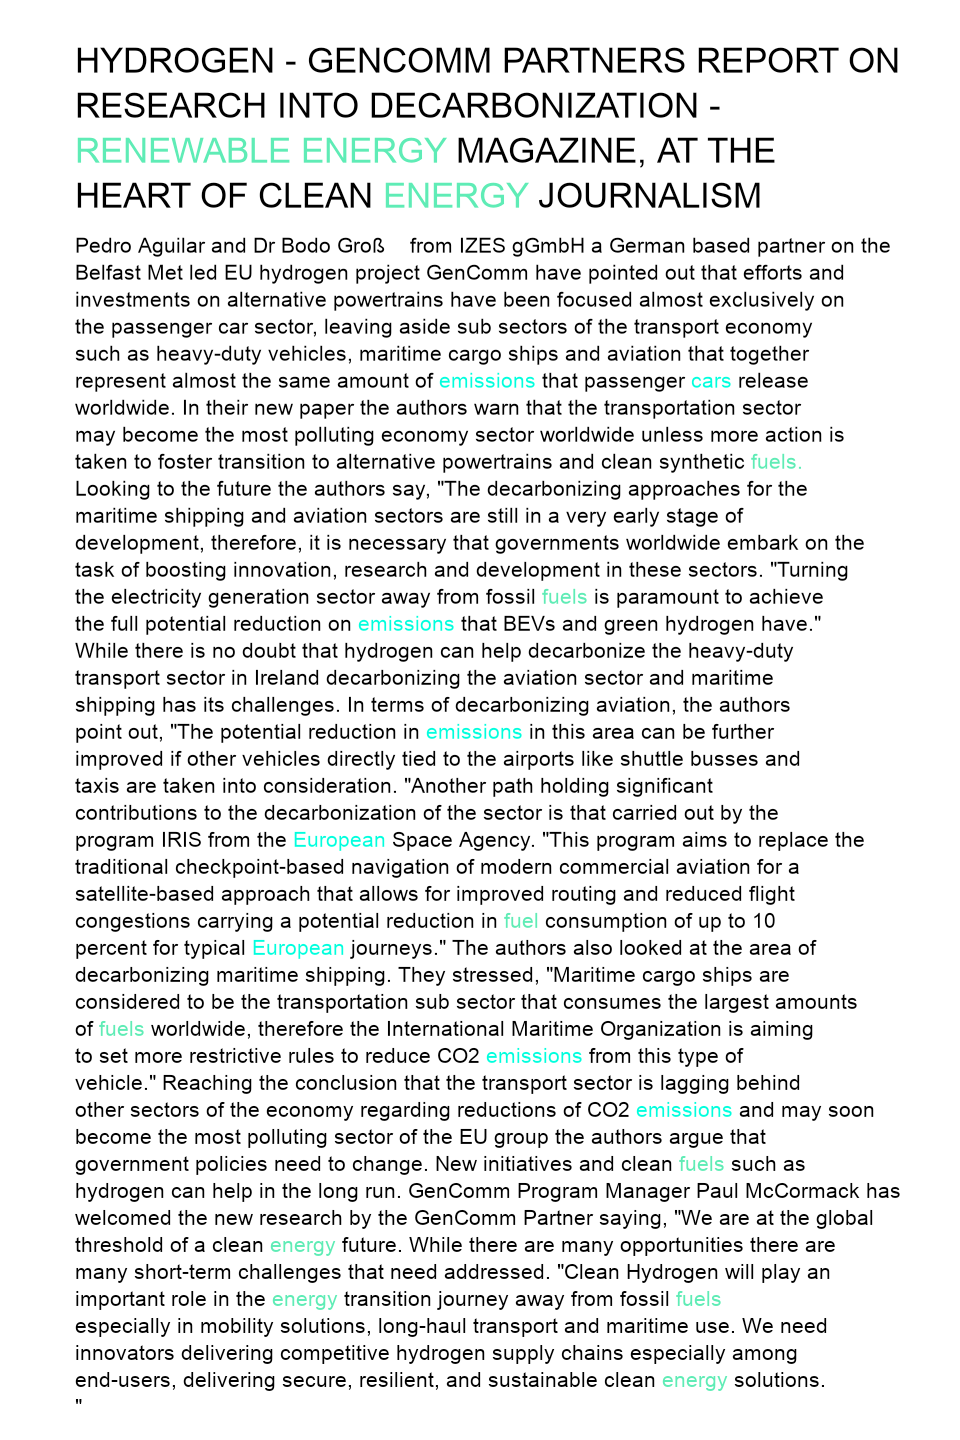 HYDROGEN - GENCOMM PARTNERS REPORT ON
RESEARCH INTO DECARBONIZATION -
RENEWABLE ENERGY MAGAZINE, AT THE
HEART OF CLEAN ENERGY JOURNALISM
Pedro Aguilar and Dr Bodo Groß from IZES gGmbH a German based partner on the
Belfast Met led EU hydrogen project GenComm have pointed out that efforts and
investments on alternative powertrains have been focused almost exclusively on
the passenger car sector, leaving aside sub sectors of the transport economy
such as heavy-duty vehicles, maritime cargo ships and aviation that together
represent almost the same amount of emissions that passenger cars release
worldwide. In their new paper the authors warn that the transportation sector
may become the most polluting economy sector worldwide unless more action is
taken to foster transition to alternative powertrains and clean synthetic fuels.
Looking to the future the authors say, "The decarbonizing approaches for the
maritime shipping and aviation sectors are still in a very early stage of
development, therefore, it is necessary that governments worldwide embark on the
task of boosting innovation, research and development in these sectors. "Turning
the electricity generation sector away from fossil fuels is paramount to achieve
the full potential reduction on emissions that BEVs and green hydrogen have."
While there is no doubt that hydrogen can help decarbonize the heavy-duty
transport sector in Ireland decarbonizing the aviation sector and maritime
shipping has its challenges. In terms of decarbonizing aviation, the authors
point out, "The potential reduction in emissions in this area can be further
improved if other vehicles directly tied to the airports like shuttle busses and
taxis are taken into consideration. "Another path holding significant
contributions to the decarbonization of the sector is that carried out by the
program IRIS from the European Space Agency. "This program aims to replace the
traditional checkpoint-based navigation of modern commercial aviation for a
satellite-based approach that allows for improved routing and reduced flight
congestions carrying a potential reduction in fuel consumption of up to 10
percent for typical European journeys." The authors also looked at the area of
decarbonizing maritime shipping. They stressed, "Maritime cargo ships are
considered to be the transportation sub sector that consumes the largest amounts
of fuels worldwide, therefore the International Maritime Organization is aiming
to set more restrictive rules to reduce CO2 emissions from this type of
vehicle." Reaching the conclusion that the transport sector is lagging behind
other sectors of the economy regarding reductions of CO2 emissions and may soon
become the most polluting sector of the EU group the authors argue that
government policies need to change. New initiatives and clean fuels such as
hydrogen can help in the long run. GenComm Program Manager Paul McCormack has
welcomed the new research by the GenComm Partner saying, "We are at the global
threshold of a clean energy future. While there are many opportunities there are
many short-term challenges that need addressed. "Clean Hydrogen will play an
important role in the energy transition journey away from fossil fuels
especially in mobility solutions, long-haul transport and maritime use. We need
innovators delivering competitive hydrogen supply chains especially among
end-users, delivering secure, resilient, and sustainable clean energy solutions.
"